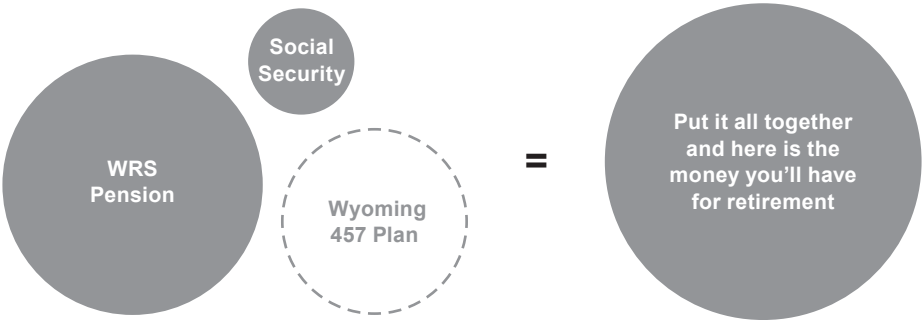 Social
Security
WRS
Pension
Wyoming
457 Plan
=
Put it all together
and here is the
money you’ll have
for retirement